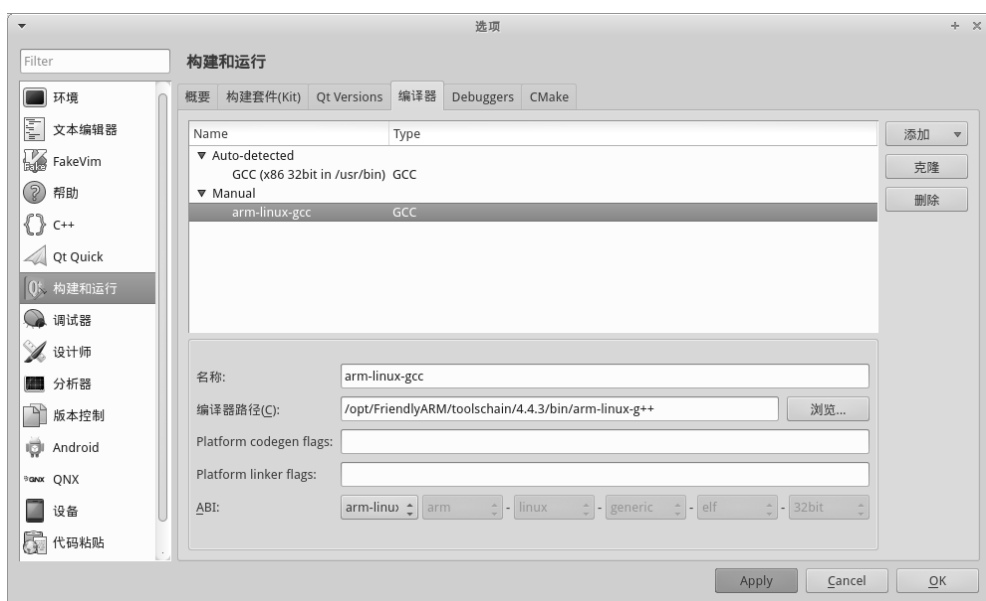 选项
Filter
构建和运行
环境
文本编辑器
FakeVim
帮助
C++
Qt Quick
构建和运行
调试器
设计师
分析器
版本控制
Android
QNX
设备
代码粘贴
概要 构建套件(Kit) Qt Versions 编译器 Debuggers CMake
Name Type
Auto-detected
GCC (x86 32bit in /usr/bin) GCC
Manual
arm-linux-gcc GCC
添加
克隆
删除
名称: arm-linux-gcc
编译器路径(C): /opt/FriendlyARM/toolschain/4.4.3/bin/arm-linux-g++ 浏览...
Platform codegen flags:
Platform linker flags:
ABI: arm-linu arm - linux - generic - elf - 32bit
Apply Cancel OK